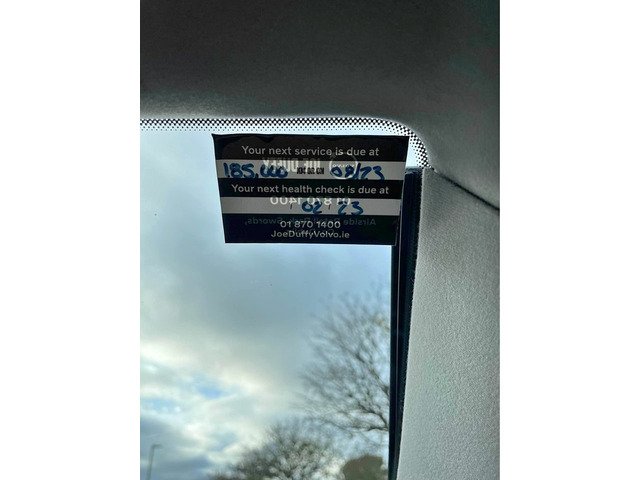 Your next service is due at
185,000 08/23
Your next health check is due at
02 23
01 870 1400
JoeDuffyVolvo.ie